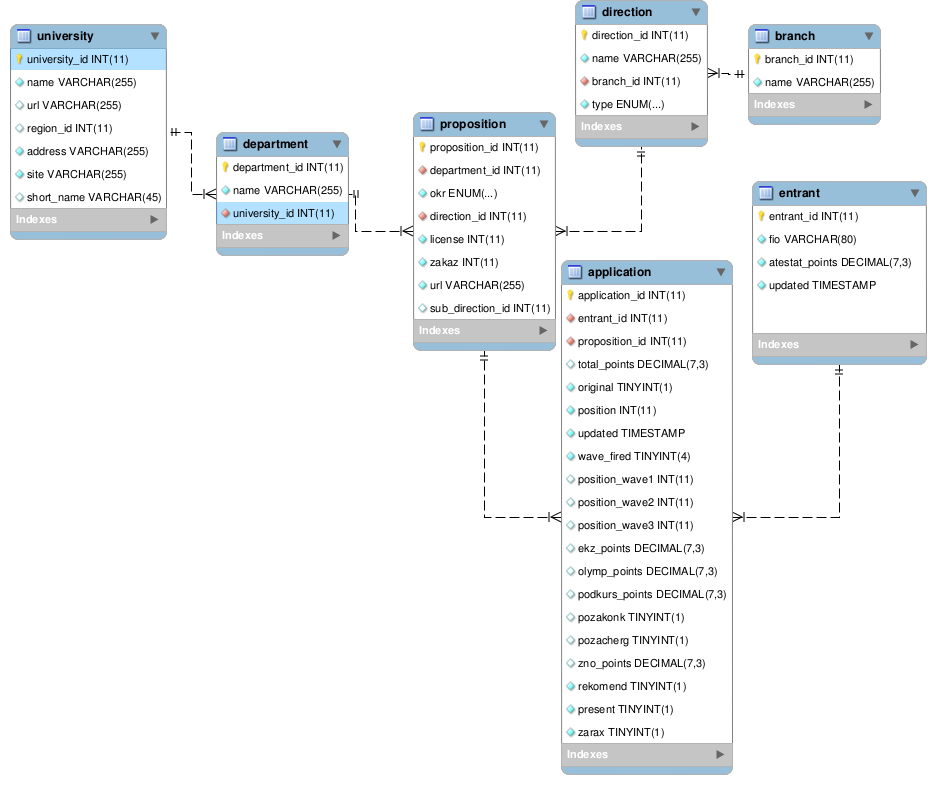 university
university_id INT(11)
name VARCHAR(255)
url VARCHAR(255)
region_id INT(11)
address VARCHAR(255)
site VARCHAR(255)
short_name VARCHAR(45)
Indexes
department
department_id INT(11)
name VARCHAR(255)
university_id INT(11)
Indexes
proposition
proposition_id INT(11)
department_id INT(11)
okr ENUM(...)
direction_id INT(11)
license INT(11)
zakaz INT(11)
url VARCHAR(255)
sub_direction_id INT(11)
Indexes
direction
direction_id INT(11)
name VARCHAR(255)
branch_id INT(11)
type ENUM(...)
Indexes
branch
branch_id INT(11)
name VARCHAR(255)
Indexes
entrant
entrant_id INT(11)
fio VARCHAR(80)
atestat_points DECIMAL(7,3)
updated TIMESTAMP
Indexes
application
application_id INT(11)
entrant_id INT(11)
proposition_id INT(11)
total_points DECIMAL(7,3)
original TINYINT(1)
position INT(11)
updated TIMESTAMP
wave_fired TINYINT(4)
position_wave1 INT(11)
position_wave2 INT(11)
position_wave3 INT(11)
ekz_points DECIMAL(7,3)
olymp_points DECIMAL(7,3)
podkurs_points DECIMAL(7,3)
pozakonk TINYINT(1)
pozacherg TINYINT(1)
zno_points DECIMAL(7,3)
rekomend TINYINT(1)
present TINYINT(1)
zarax TINYINT(1)
Indexes